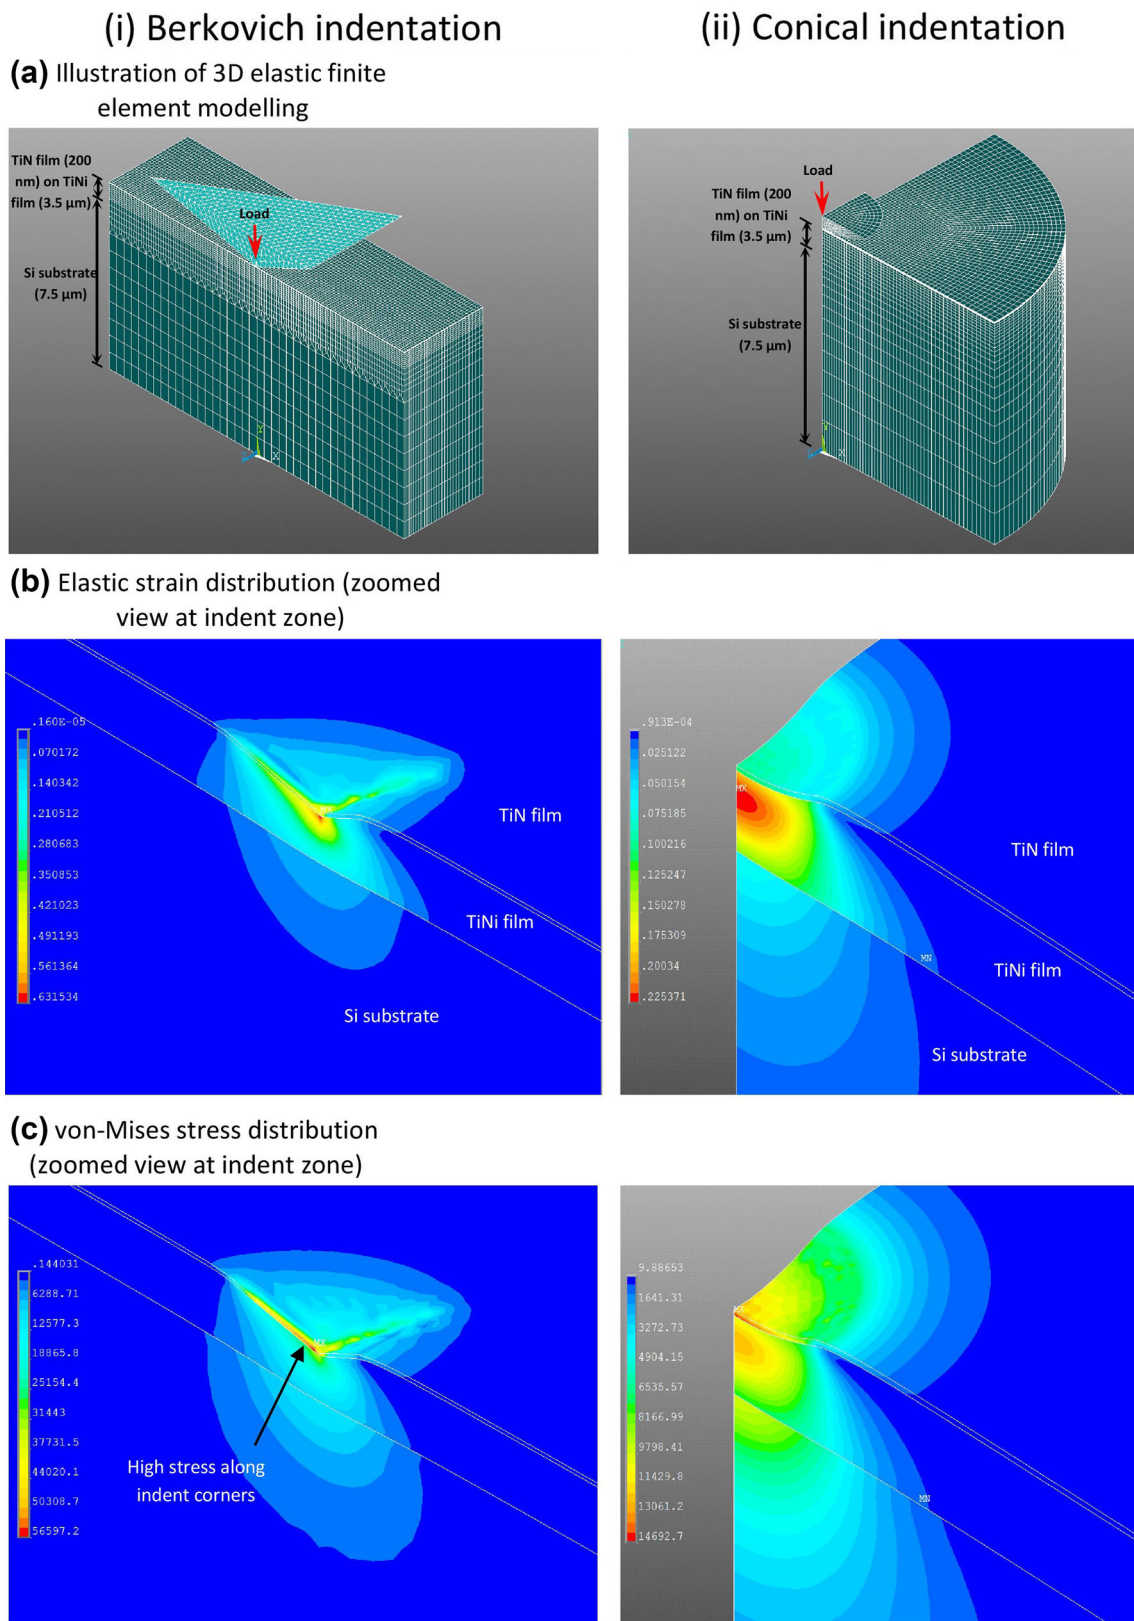 (i) Berkovich indentation
(ii) Conical indentation
(a) Illustration of 3D elastic finite
element modelling
TiN film (200
nm) on TiNi
film (3.5 µm)
Load
Si substrate
(7.5 µm)
Y
Z
X
Load
TiN film (200
nm) on TiNi
film (3.5 µm)
Si substrate
(7.5 µm)
Y
Z
X
(b) Elastic strain distribution (zoomed
view at indent zone)
.160E-05
.070172
.140342
.210512
.280683
.350853
.421023
.491193
.561364
.631534
MX
TiN film
TiNi film
Si substrate
.913E-04
.025122
.050154
.075185
.100216
.125247
.150278
.175309
.20034
.225371
MX
TiN film
MN
TiNi film
Si substrate
(c) von-Mises stress distribution
(zoomed view at indent zone)
.144031
6288.71
12577.3
18865.8
25154.4
31443
37731.5
44020.1
50308.7
56597.2
MX
High stress along
indent corners
9.88653
1641.31
3272.73
4904.15
6535.57
8166.99
9798.41
11429.8
13061.2
14692.7
MX
MN